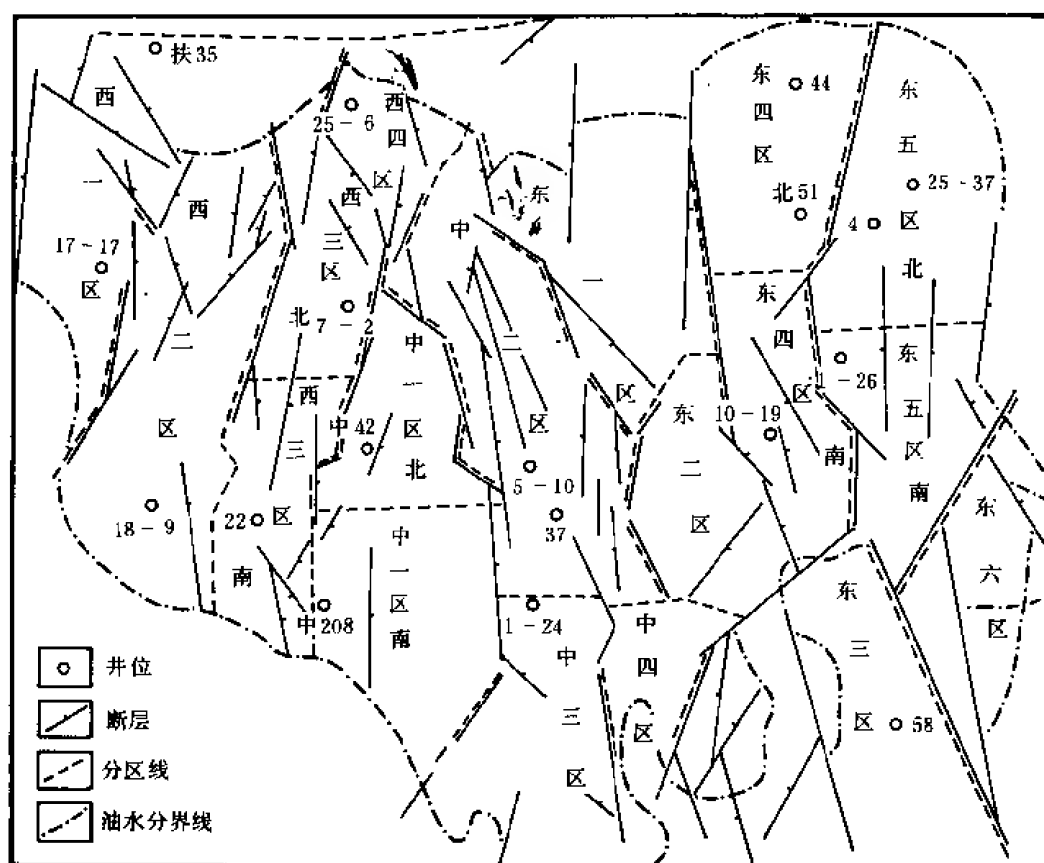 扶35
西一区
17-17
西二区
18-9
25-6
西四区
西三区北
7-2
西三区南
22
中42
中一区北
中一区南
中208
中二区
5-10
37
中三区
1-24
中四区
东一区
东二区
东四区北
44
51
东五区北
25-37
4
东四区南
10-19
东五区南
1-26
东六区
东三区
58
井位
断层
分区线
油水分界线